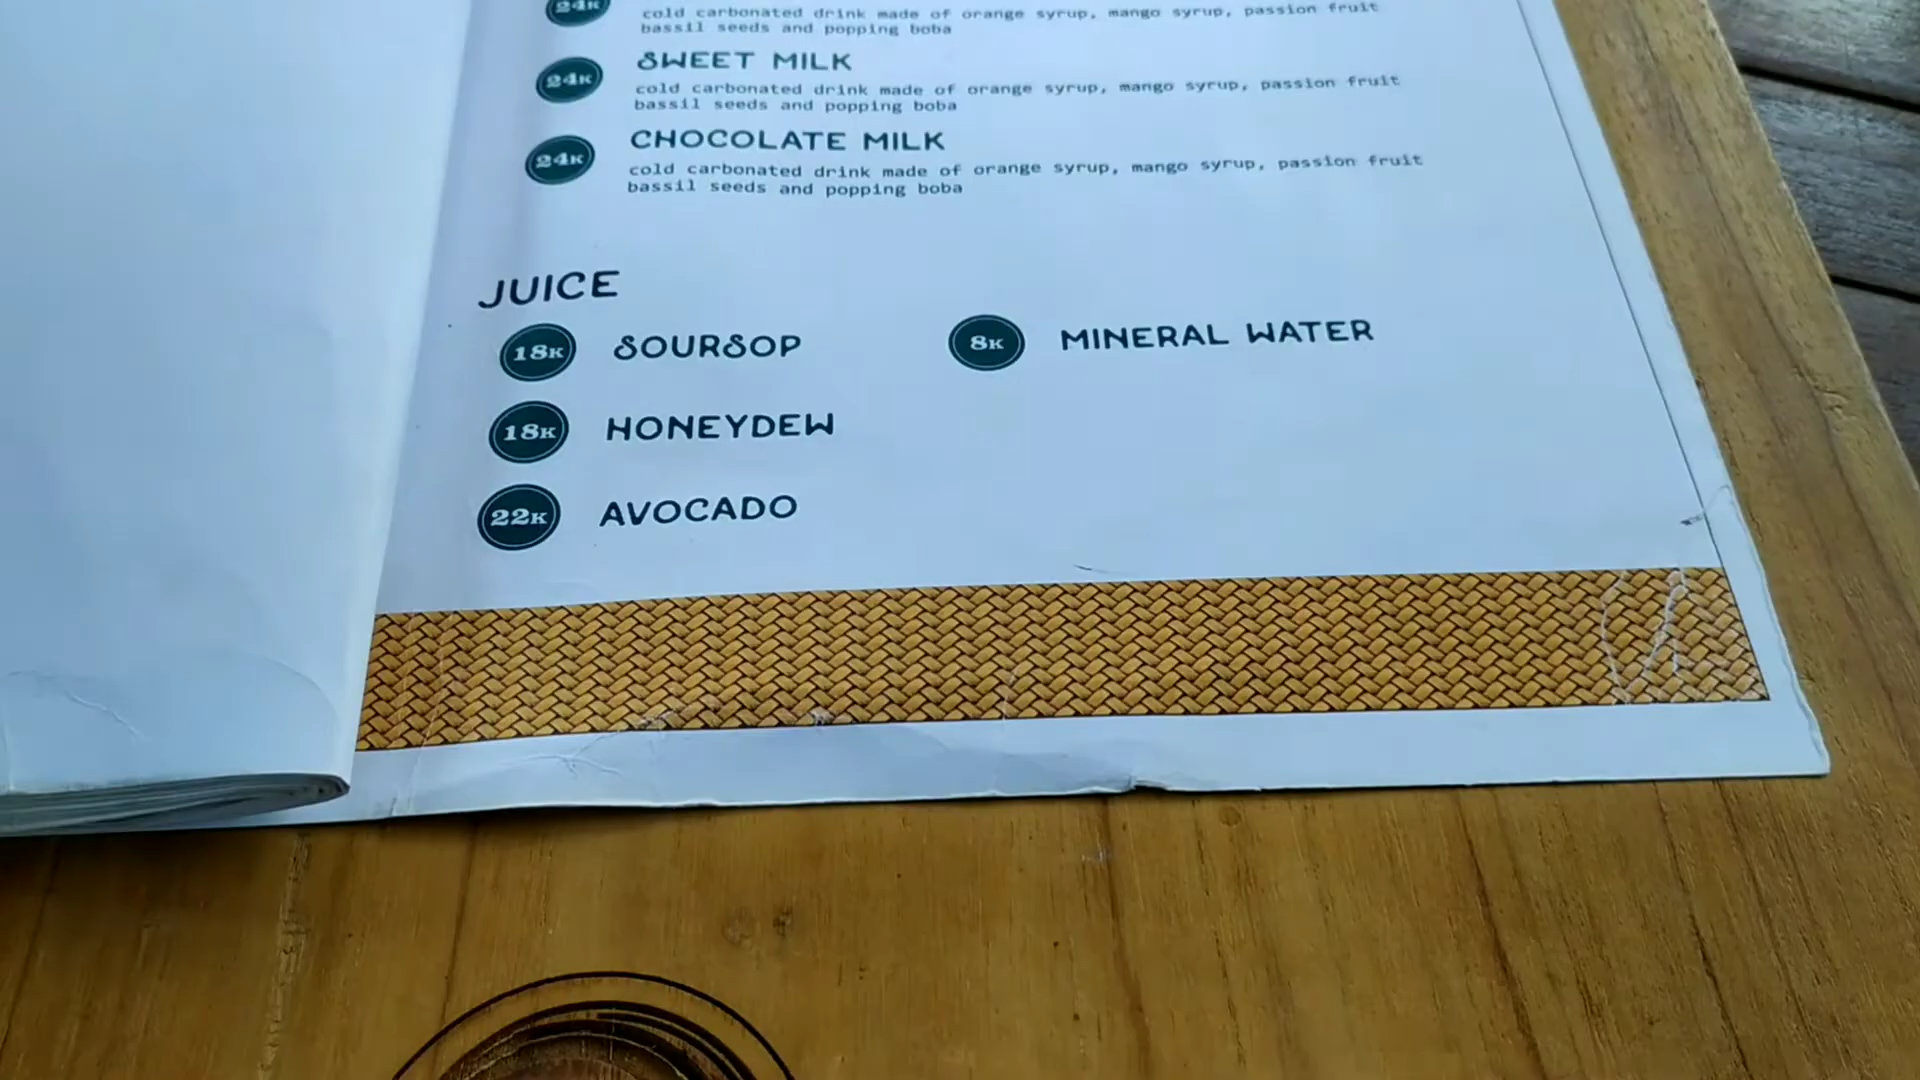 24K
cold carbonated drink made of orange syrup, mango syrup, passion fruit
bassil seeds and popping boba
24K SWEET MILK
cold carbonated drink made of orange syrup, mango syrup, passion fruit
bassil seeds and popping boba
24K CHOCOLATE MILK
cold carbonated drink made of orange syrup, mango syrup, passion fruit
bassil seeds and popping boba
JUICE
18K SOURSOP
8K MINERAL WATER
18K HONEYDEW
22K AVOCADO